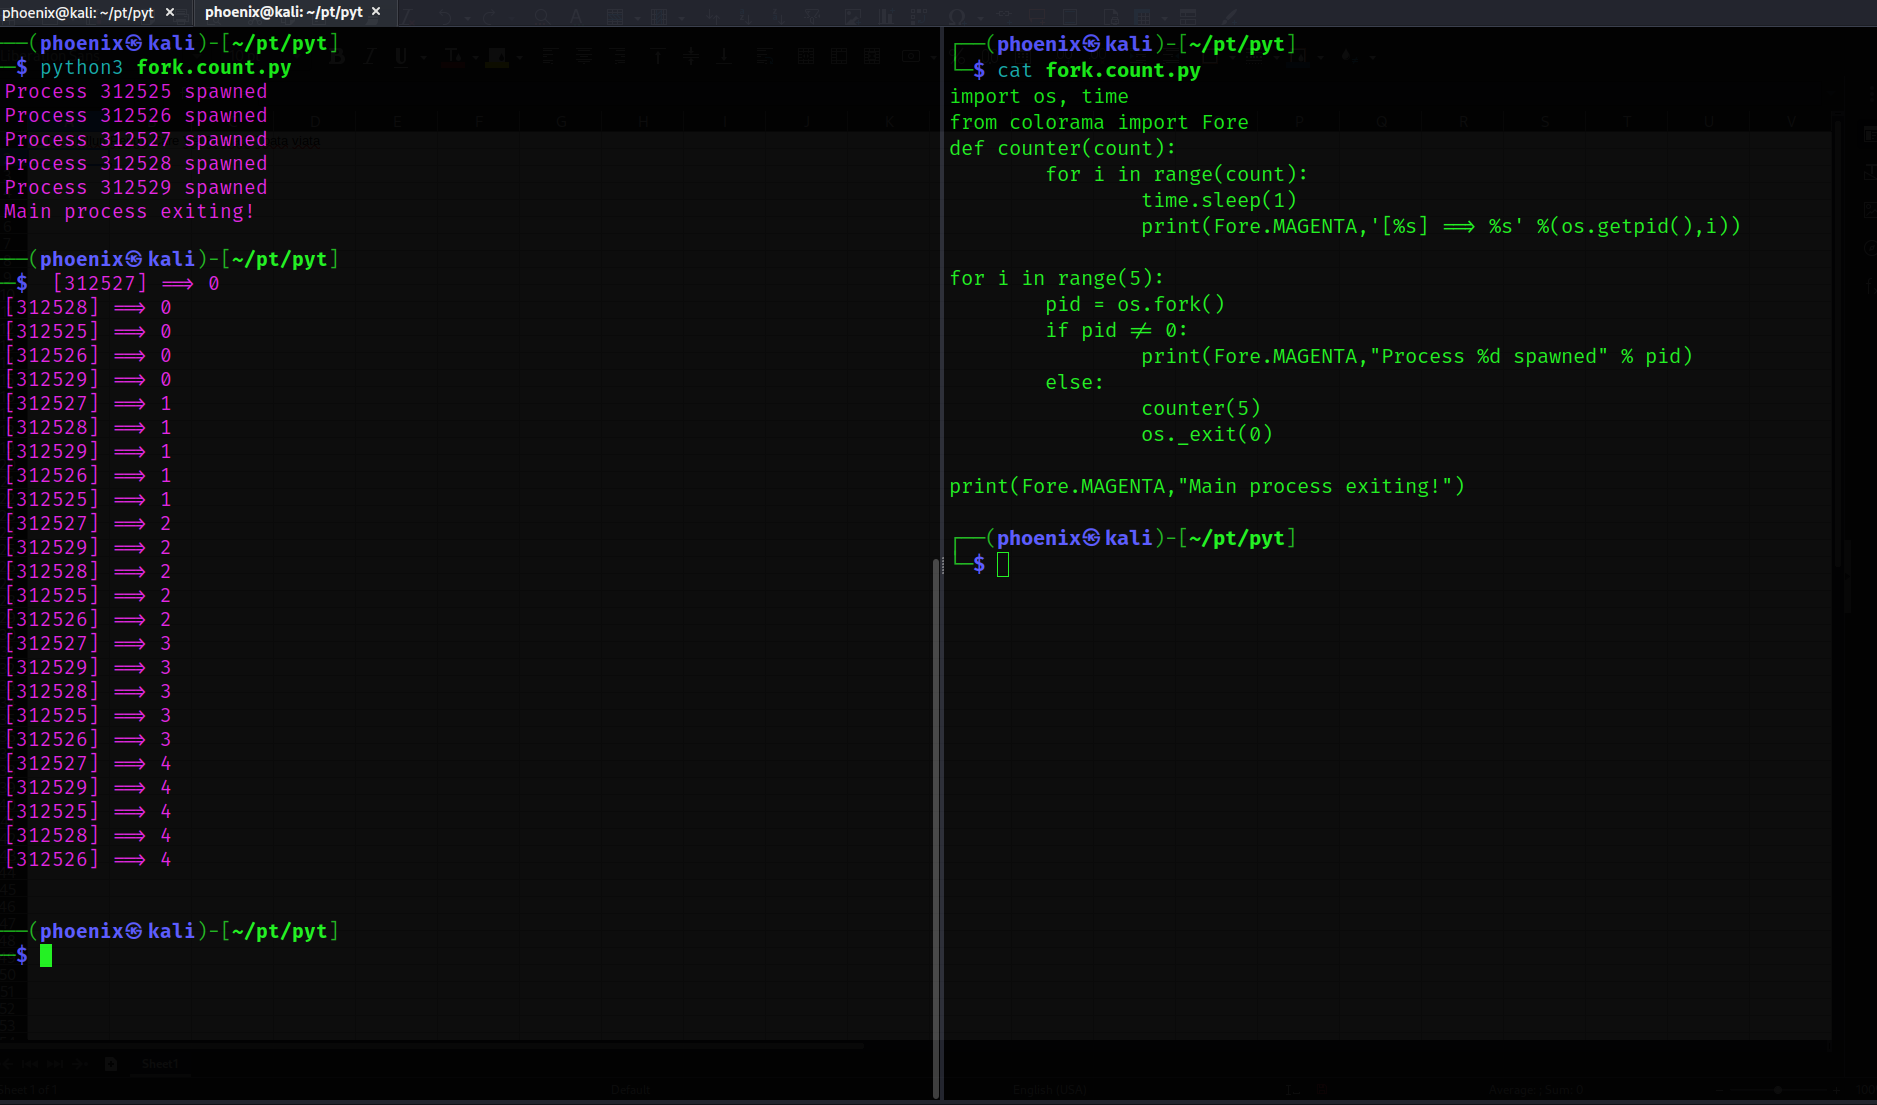 phoenix@kali: ~/pt/pyt ×
phoenix@kali: ~/pt/pyt ×
──(phoenix㉿kali)-[~/pt/pyt]
─$ python3 fork.count.py
Process 312525 spawned
Process 312526 spawned
Process 312527 spawned
Process 312528 spawned
Process 312529 spawned
Main process exiting!
──(phoenix㉿kali)-[~/pt/pyt]
─$  [312527] ==> 0
[312528] ==> 0
[312525] ==> 0
[312526] ==> 0
[312529] ==> 0
[312527] ==> 1
[312528] ==> 1
[312529] ==> 1
[312526] ==> 1
[312525] ==> 1
[312527] ==> 2
[312529] ==> 2
[312528] ==> 2
[312525] ==> 2
[312526] ==> 2
[312527] ==> 3
[312529] ==> 3
[312528] ==> 3
[312525] ==> 3
[312526] ==> 3
[312527] ==> 4
[312529] ==> 4
[312525] ==> 4
[312528] ==> 4
[312526] ==> 4
──(phoenix㉿kali)-[~/pt/pyt]
─$
┌──(phoenix㉿kali)-[~/pt/pyt]
└─$ cat fork.count.py
import os, time
from colorama import Fore
def counter(count):
        for i in range(count):
                time.sleep(1)
                print(Fore.MAGENTA,'[%s] ==> %s' %(os.getpid(),i))
for i in range(5):
        pid = os.fork()
        if pid != 0:
                print(Fore.MAGENTA,"Process %d spawned" % pid)
        else:
                counter(5)
                os._exit(0)
print(Fore.MAGENTA,"Main process exiting!")
┌──(phoenix㉿kali)-[~/pt/pyt]
└─$
Sheet1
Sheet 1 of 1
Default
English (USA)